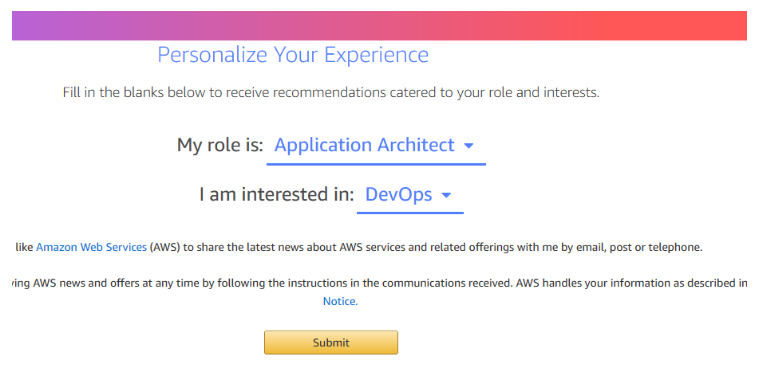 Personalize Your Experience
Fill in the blanks below to receive recommendations catered to your role and interests.
My role is: Application Architect
I am interested in: DevOps
like Amazon Web Services (AWS) to share the latest news about AWS services and related offerings with me by email, post or telephone.
AWS news and offers at any time by following the instructions in the communications received. AWS handles your information as described in
Notice.
Submit